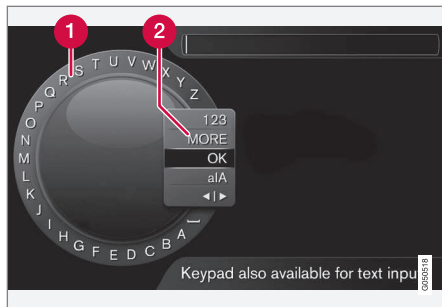 1
2
R S T U V W X Y Z
Q
P
O
N
M
L
K
J
I
H G F E D C B A
123
MORE
OK
a|A
◄|►
Keypad also available for text inpu
G050518